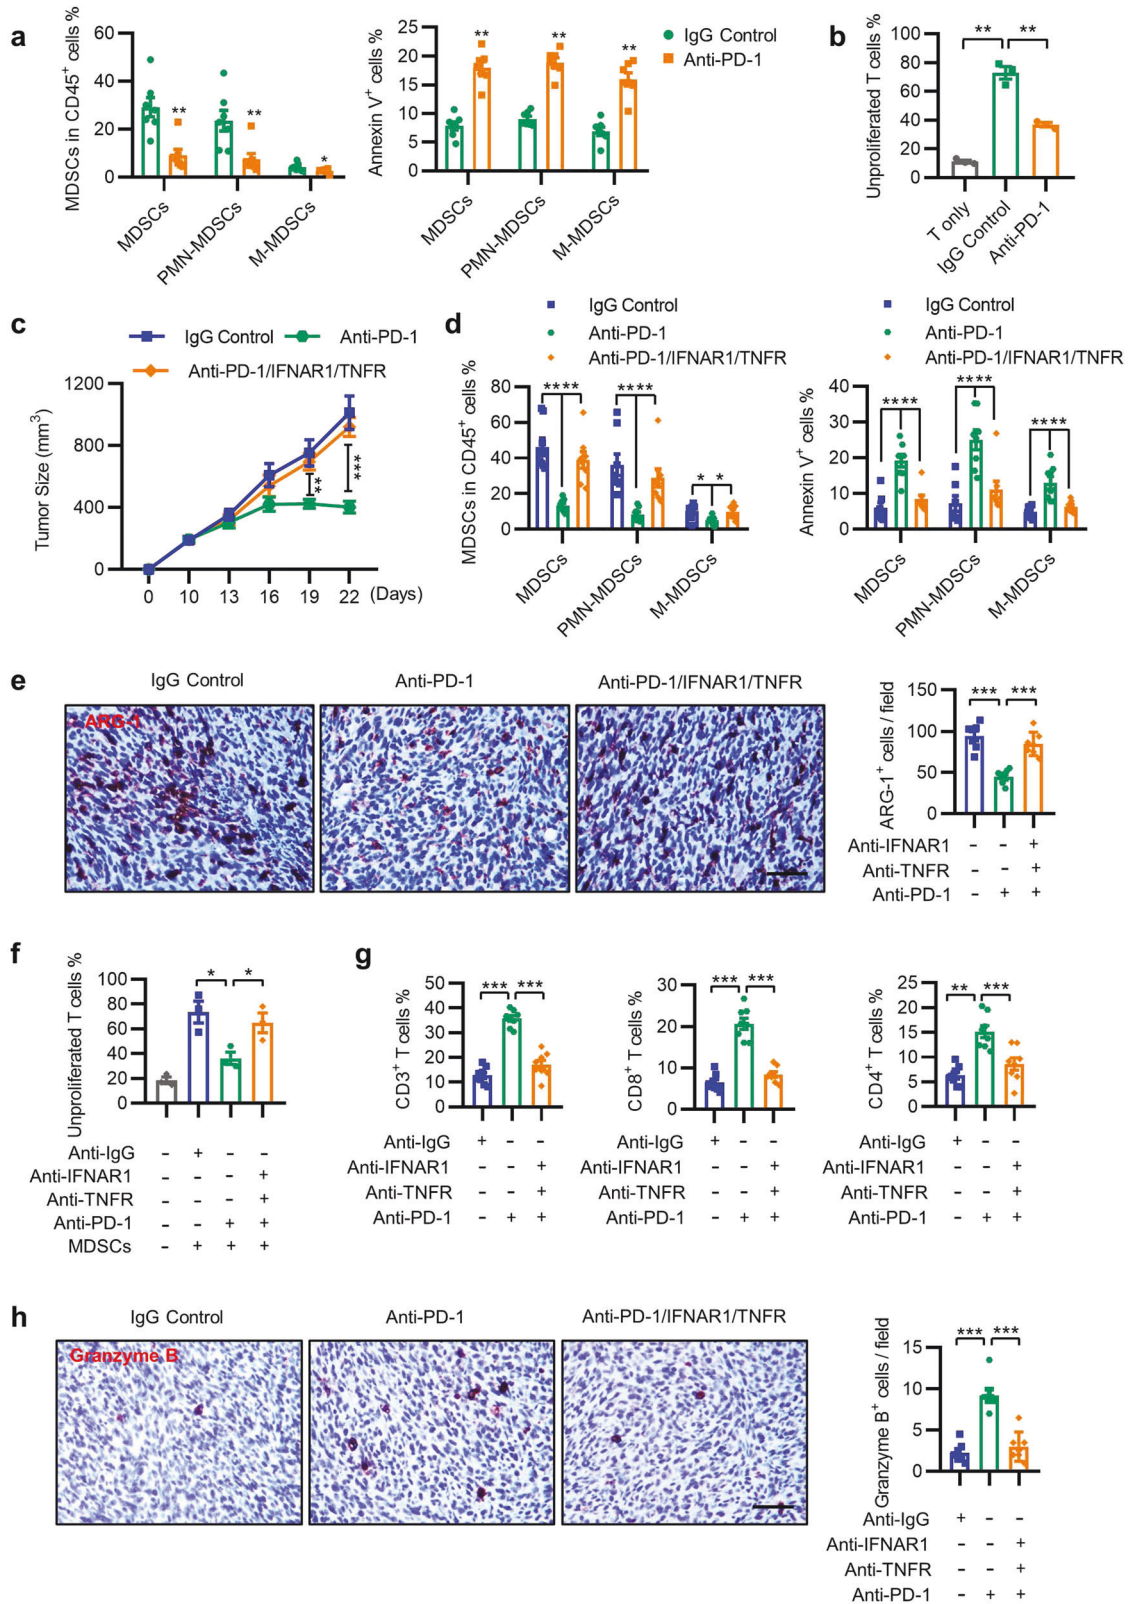 a
MDSCs in CD45⁺ cells %
60
40
20
0
**
**
*
MDSCs
PMN-MDSCs
M-MDSCs
Annexin V⁺ cells %
25
20
15
10
5
0
**
**
**
MDSCs
PMN-MDSCs
M-MDSCs
IgG Control
Anti-PD-1
b
Unproliferated T cells %
100
80
60
40
20
0
** **
T only
IgG Control
Anti-PD-1
c
IgG Control Anti-PD-1
Anti-PD-1/IFNAR1/TNFR
Tumor Size (mm³)
1200
800
400
0
**
***
0 10 13 16 19 22 (Days)
d
IgG Control
Anti-PD-1
Anti-PD-1/IFNAR1/TNFR
MDSCs in CD45⁺ cells %
80
60
40
20
0
**** ****
* *
MDSCs
PMN-MDSCs
M-MDSCs
IgG Control
Anti-PD-1
Anti-PD-1/IFNAR1/TNFR
Annexin V⁺ cells %
40
30
20
10
0
****
****
****
MDSCs
PMN-MDSCs
M-MDSCs
e
IgG Control Anti-PD-1 Anti-PD-1/IFNAR1/TNFR
ARG-1
ARG-1⁺ cells / field
150
100
50
0
*** ***
Anti-IFNAR1 - - +
Anti-TNFR - - +
Anti-PD-1 - + +
f
Unproliferated T cells %
100
80
60
40
20
0
* *
Anti-IgG - + - -
Anti-IFNAR1 - - - +
Anti-TNFR - - - +
Anti-PD-1 - - + +
MDSCs - + + +
g
CD3⁺ T cells %
50
40
30
20
10
0
*** ***
Anti-IgG + - -
Anti-IFNAR1 - - +
Anti-TNFR - - +
Anti-PD-1 - + +
CD8⁺ T cells %
30
20
10
0
*** ***
Anti-IgG + - -
Anti-IFNAR1 - - +
Anti-TNFR - - +
Anti-PD-1 - + +
CD4⁺ T cells %
25
20
15
10
5
0
** ***
Anti-IgG + - -
Anti-IFNAR1 - - +
Anti-TNFR - - +
Anti-PD-1 - + +
h
IgG Control Anti-PD-1 Anti-PD-1/IFNAR1/TNFR
Granzyme B
Granzyme B⁺ cells / field
15
10
5
0
*** ***
Anti-IgG + - -
Anti-IFNAR1 - - +
Anti-TNFR - - +
Anti-PD-1 - + +